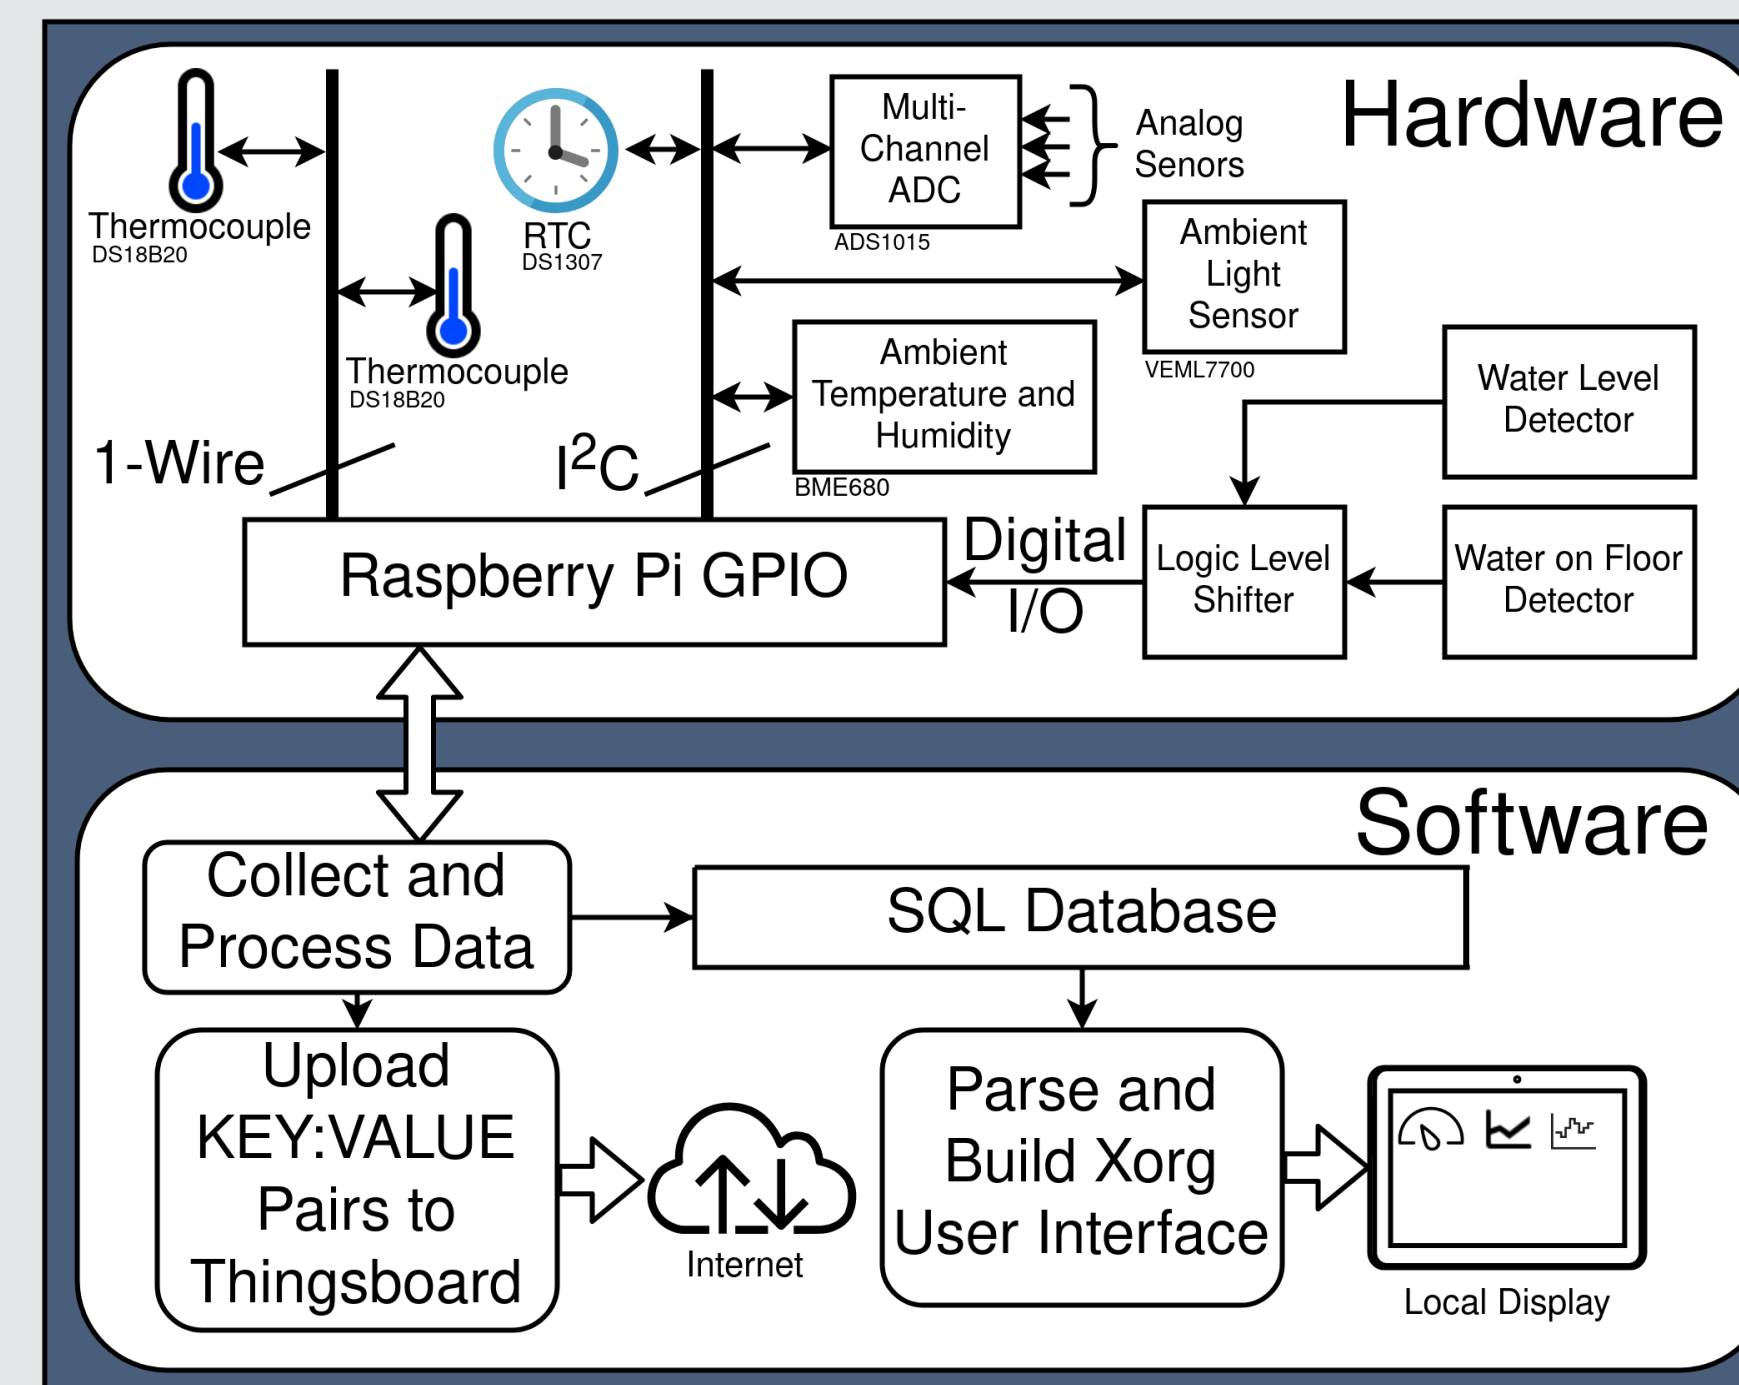 Hardware
Thermocouple
DS18B20
Thermocouple
DS18B20
RTC
DS1307
Multi-
Channel
ADC
ADS1015
Analog
Senors
Ambient
Light
Sensor
VEML7700
Ambient
Temperature and
Humidity
BME680
Water Level
Detector
1-Wire
I²C
Raspberry Pi GPIO
Digital
I/O
Logic Level
Shifter
Water on Floor
Detector
Software
Collect and
Process Data
SQL Database
Upload
KEY:VALUE
Pairs to
Thingsboard
Internet
Parse and
Build Xorg
User Interface
Local Display